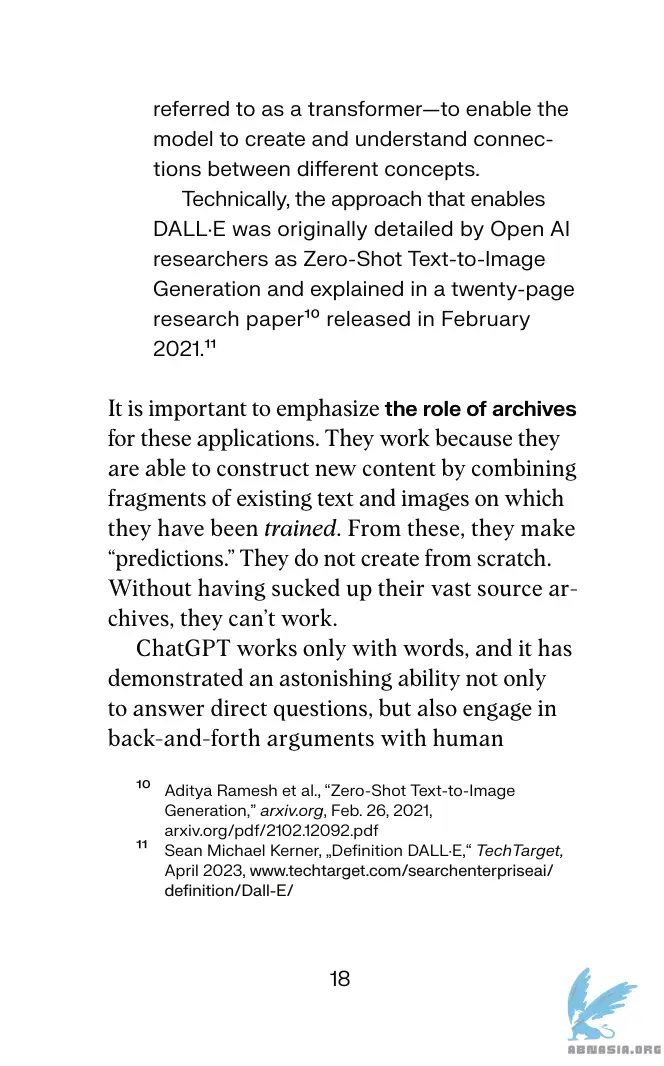 referred to as a transformer—to enable the
model to create and understand connec-
tions between different concepts.
Technically, the approach that enables
DALL·E was originally detailed by Open AI
researchers as Zero-Shot Text-to-Image
Generation and explained in a twenty-page
research paper¹⁰ released in February
2021.¹¹
It is important to emphasize the role of archives
for these applications. They work because they
are able to construct new content by combining
fragments of existing text and images on which
they have been trained. From these, they make
“predictions.” They do not create from scratch.
Without having sucked up their vast source ar-
chives, they can’t work.
ChatGPT works only with words, and it has
demonstrated an astonishing ability not only
to answer direct questions, but also engage in
back-and-forth arguments with human
¹⁰ Aditya Ramesh et al., “Zero-Shot Text-to-Image
Generation,” arxiv.org, Feb. 26, 2021,
arxiv.org/pdf/2102.12092.pdf
¹¹ Sean Michael Kerner, „Definition DALL·E,“ TechTarget,
April 2023, www.techtarget.com/searchenterpriseai/
definition/Dall-E/
18
ABNASIA.ORG